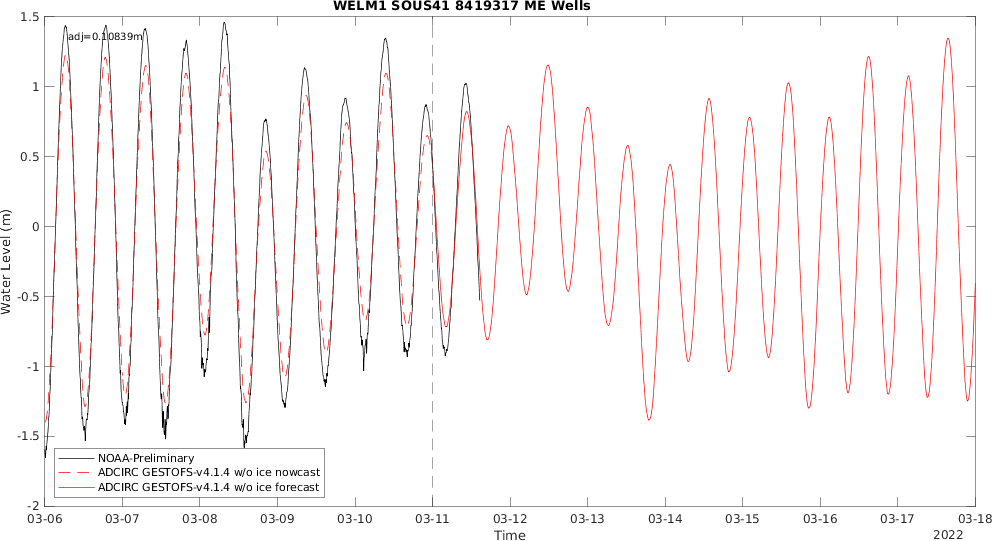 WELM1 SOUS41 8419317 ME Wells
adj=0.10839m
1.5
1
0.5
0
-0.5
-1
-1.5
-2
Water Level (m)
NOAA-Preliminary
ADCIRC GESTOFS-v4.1.4 w/o ice nowcast
ADCIRC GESTOFS-v4.1.4 w/o ice forecast
03-06 03-07 03-08 03-09 03-10 03-11 03-12 03-13 03-14 03-15 03-16 03-17 03-18
Time
2022